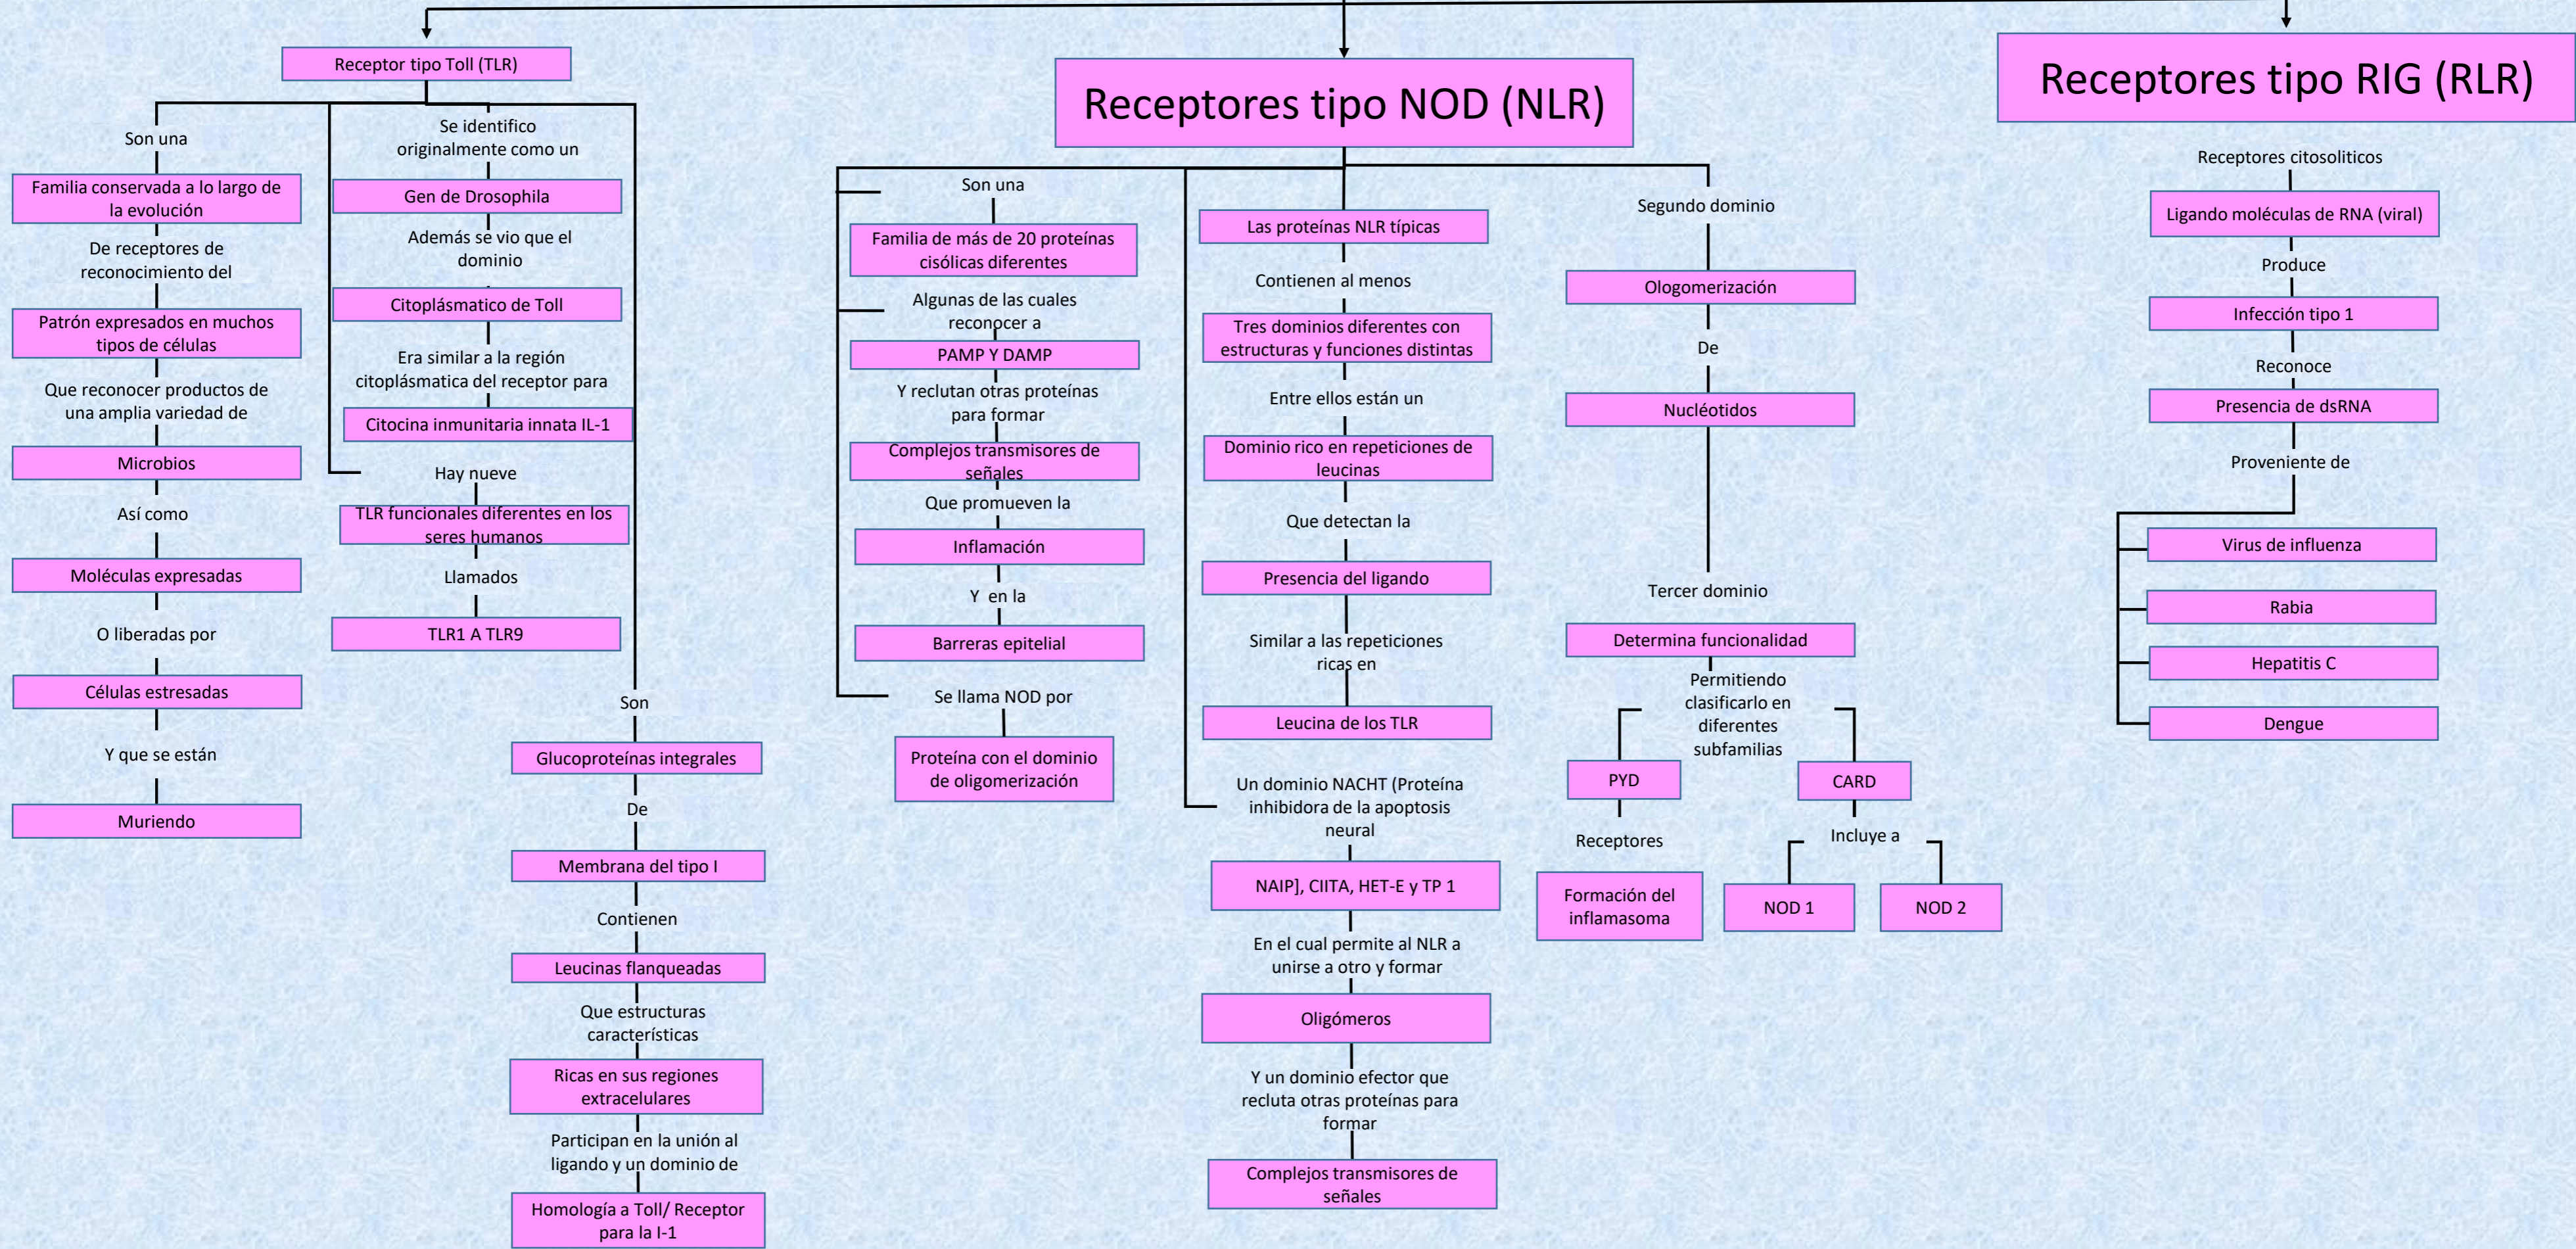 Receptor tipo Toll (TLR)
Son una
Familia conservada a lo largo de
la evolución
De receptores de
reconocimiento del
Patrón expresados en muchos
tipos de células
Que reconocer productos de
una amplia variedad de
Microbios
Así como
Moléculas expresadas
O liberadas por
Células estresadas
Y que se están
Muriendo
Se identifico
originalmente como un
Gen de Drosophila
Además se vio que el
dominio
Citoplásmatico de Toll
Era similar a la región
citoplásmatica del receptor para
Citocina inmunitaria innata IL-1
Hay nueve
TLR funcionales diferentes en los
seres humanos
Llamados
TLR1 A TLR9
Son
Glucoproteínas integrales
De
Membrana del tipo I
Contienen
Leucinas flanqueadas
Que estructuras
características
Ricas en sus regiones
extracelulares
Participan en la unión al
ligando y un dominio de
Homología a Toll/ Receptor
para la I-1
Receptores tipo NOD (NLR)
Son una
Familia de más de 20 proteínas
cisólicas diferentes
Algunas de las cuales
reconocer a
PAMP Y DAMP
Y reclutan otras proteínas
para formar
Complejos transmisores de
señales
Que promueven la
Inflamación
Y  en la
Barreras epitelial
Se llama NOD por
Proteína con el dominio
de oligomerización
Las proteínas NLR típicas
Contienen al menos
Tres dominios diferentes con
estructuras y funciones distintas
Entre ellos están un
Dominio rico en repeticiones de
leucinas
Que detectan la
Presencia del ligando
Similar a las repeticiones
ricas en
Leucina de los TLR
Un dominio NACHT (Proteína
inhibidora de la apoptosis
neural
NAIP], CIITA, HET-E y TP 1
En el cual permite al NLR a
unirse a otro y formar
Oligómeros
Y un dominio efector que
recluta otras proteínas para
formar
Complejos transmisores de
señales
Segundo dominio
Ologomerización
De
Nucléotidos
Tercer dominio
Determina funcionalidad
Permitiendo
clasificarlo en
diferentes
subfamilias
PYD
Receptores
Formación del
inflamasoma
CARD
Incluye a
NOD 1
NOD 2
Receptores tipo RIG (RLR)
Receptores citosoliticos
Ligando moléculas de RNA (viral)
Produce
Infección tipo 1
Reconoce
Presencia de dsRNA
Proveniente de
Virus de influenza
Rabia
Hepatitis C
Dengue